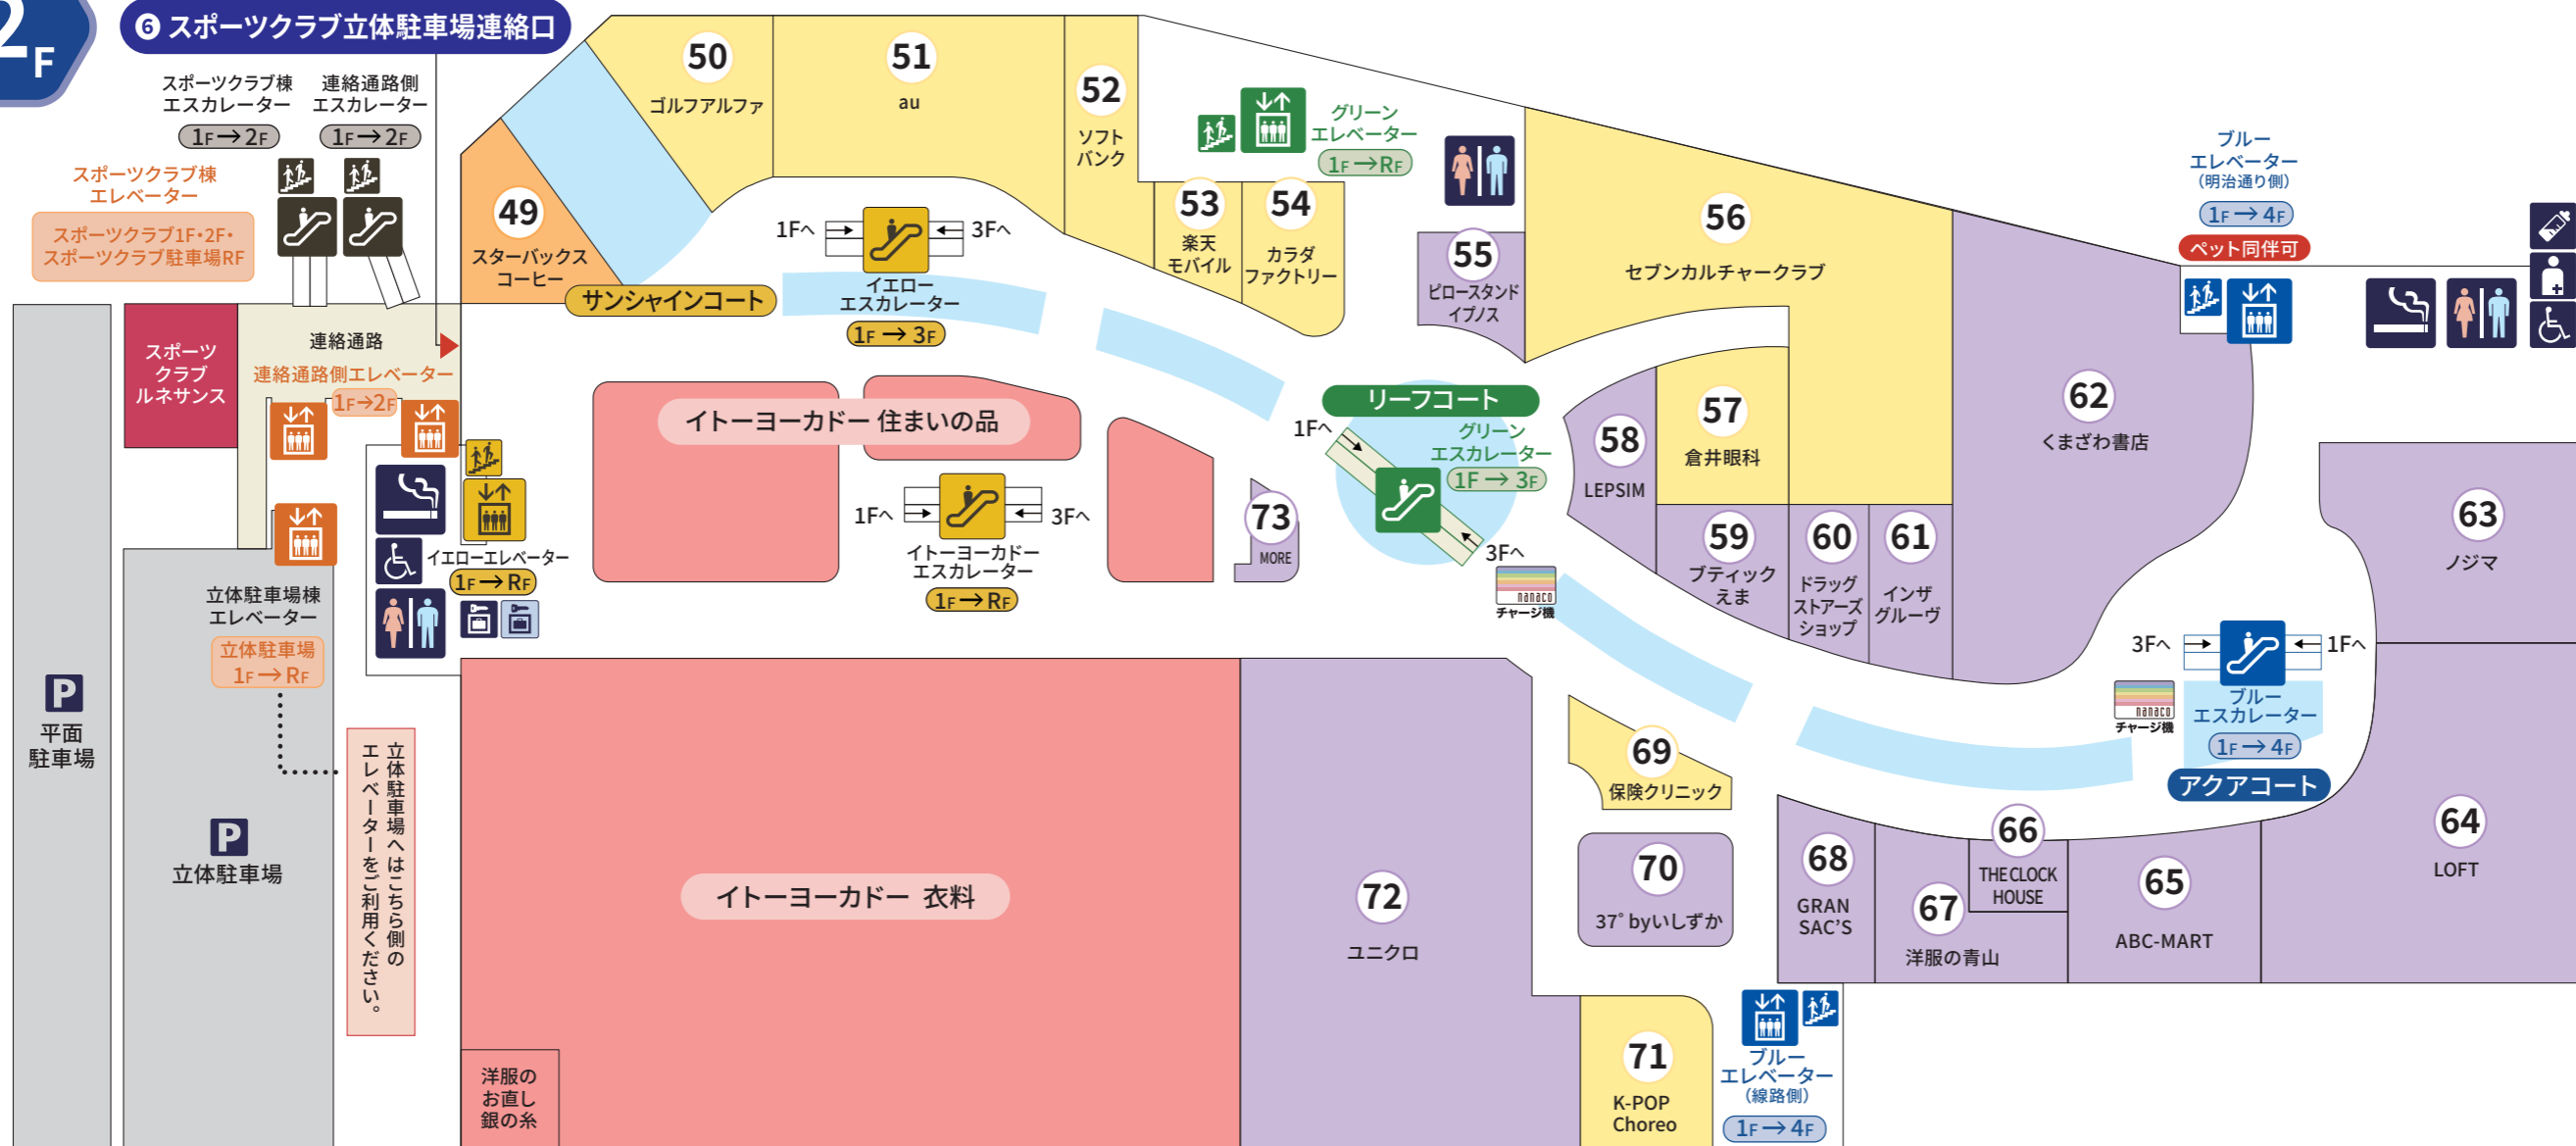 2F
❻ スポーツクラブ立体駐車場連絡口
スポーツクラブ棟
エスカレーター
1F→2F
連絡通路側
エスカレーター
1F→2F
スポーツクラブ棟
エレベーター
スポーツクラブ1F・2F・
スポーツクラブ駐車場RF
スポーツ
クラブ
ルネサンス
連絡通路
連絡通路側エレベーター
1F→2F
49
スターバックス
コーヒー
サンシャインコート
50
ゴルフアルファ
51
au
52
ソフト
バンク
53
楽天
モバイル
54
カラダ
ファクトリー
グリーン
エレベーター
1F→RF
1Fへ
3Fへ
イエロー
エスカレーター
1F→3F
55
ピロースタンド
イプノス
56
セブンカルチャークラブ
57
倉井眼科
58
LEPSIM
59
ブティック
えま
60
ドラッグ
ストアーズ
ショップ
61
インザ
グルーヴ
62
くまざわ書店
ブルー
エレベーター
(明治通り側)
1F→4F
ペット同伴可
63
ノジマ
イトーヨーカドー 住まいの品
1Fへ
3Fへ
イトーヨーカドー
エスカレーター
1F→RF
73
MORE
リーフコート
1Fへ
グリーン
エスカレーター
1F→3F
3Fへ
nanaco
チャージ機
イエローエレベーター
1F→RF
立体駐車場棟
エレベーター
立体駐車場
1F→RF
P
平面
駐車場
P
立体駐車場
立体駐車場へはこちら側の
エレベーターをご利用ください。
イトーヨーカドー 衣料
洋服の
お直し
銀の糸
72
ユニクロ
69
保険クリニック
70
37° byいしずか
71
K-POP
Choreo
ブルー
エレベーター
(線路側)
1F→4F
68
GRAN
SAC'S
67
洋服の青山
66
THE CLOCK
HOUSE
65
ABC-MART
64
LOFT
3Fへ
1Fへ
nanaco
チャージ機
ブルー
エスカレーター
1F→4F
アクアコート